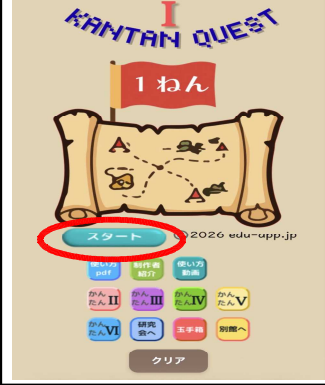 I
KANTAN QUEST
1ねん
スタート
©2026 edu-app.jp
使い方
pdf
制作者
紹介
使い方
動画
かん
たんII
かん
たんIII
かん
たんIV
かん
たんV
かん
たんVI
研究
会へ
玉手箱
別館へ
クリア